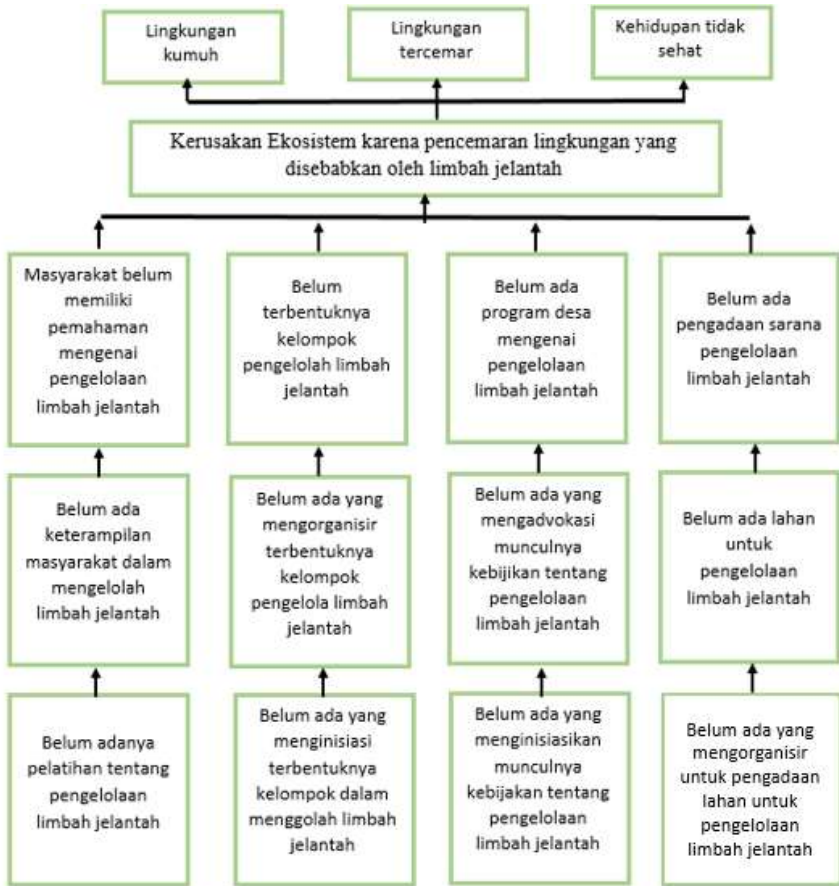 Lingkungan
kumuh
Lingkungan
tercemar
Kehidupan tidak
sehat
Kerusakan Ekosistem karena pencemaran lingkungan yang
disebabkan oleh limbah jelantah
Masyarakat belum
memiliki
pemahaman
mengenai
pengelolaan
limbah jelantah
Belum
terbentuknya
kelompok
pengelolah limbah
jelantah
Belum ada
program desa
mengenai
pengelolaan
limbah jelantah
Belum ada
pengadaan sarana
pengelolaan
limbah jelantah
Belum ada
keterampilan
masyarakat dalam
mengelolah
limbah jelantah
Belum ada yang
mengorganisir
terbentuknya
kelompok
pengelola limbah
jelantah
Belum ada yang
mengadvokasi
munculnya
kebijikan tentang
pengelolaan
limbah jelantah
Belum ada lahan
untuk
pengelolaan
limbah jelantah
Belum adanya
pelatihan tentang
pengelolaan
limbah jelantah
Belum ada yang
menginisiasi
terbentuknya
kelompok dalam
menggolah limbah
jelantah
Belum ada yang
menginisiasikan
munculnya
kebijakan tentang
pengelolaan
limbah jelantah
Belum ada yang
mengorganisir
untuk pengadaan
lahan untuk
pengelolaan
limbah jelantah